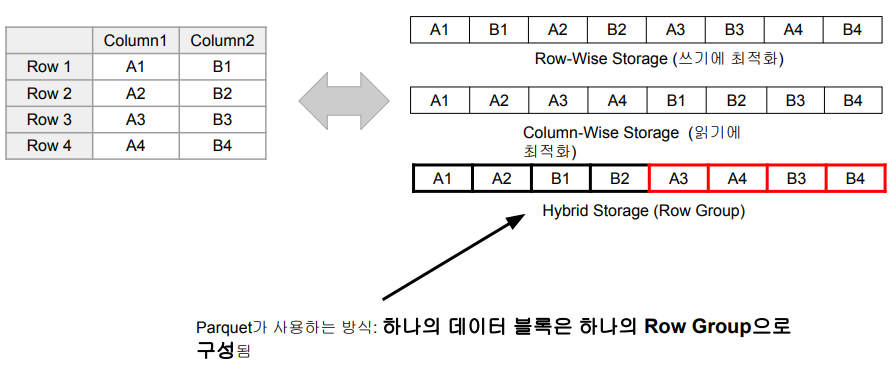 Column1 Column2
Row 1 A1 B1
Row 2 A2 B2
Row 3 A3 B3
Row 4 A4 B4
A1 B1 A2 B2 A3 B3 A4 B4
Row-Wise Storage (쓰기에 최적화)
A1 A2 A3 A4 B1 B2 B3 B4
Column-Wise Storage (읽기에
최적화)
A1 A2 B1 B2 A3 A4 B3 B4
Hybrid Storage (Row Group)
Parquet가 사용하는 방식: 하나의 데이터 블록은 하나의 Row Group으로
구성됨